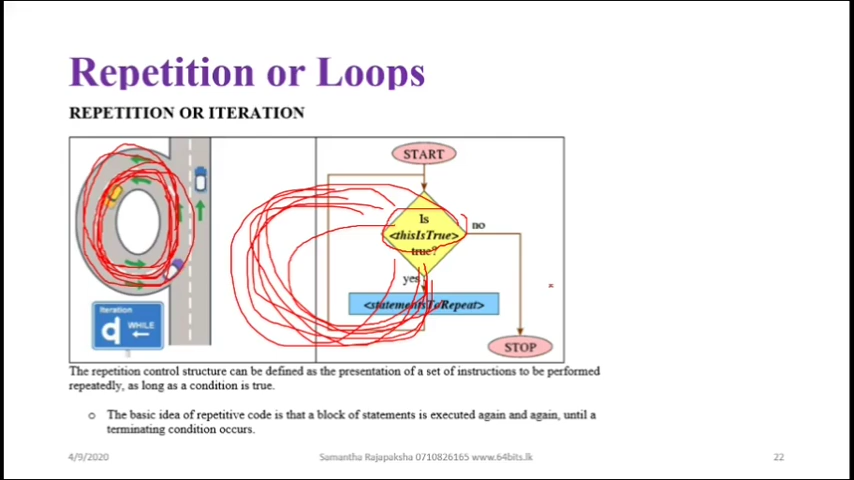 Repetition or Loops
REPETITION OR ITERATION
START
Is
<thisIsTrue>
true?
no
yes
<statementsToRepeat>
Iteration
d WHILE
STOP
The repetition control structure can be defined as the presentation of a set of instructions to be performed
repeatedly, as long as a condition is true.
o The basic idea of repetitive code is that a block of statements is executed again and again, until a
terminating condition occurs.
4/9/2020
Samantha Rajapaksha 0710826165 www.64bits.lk
22